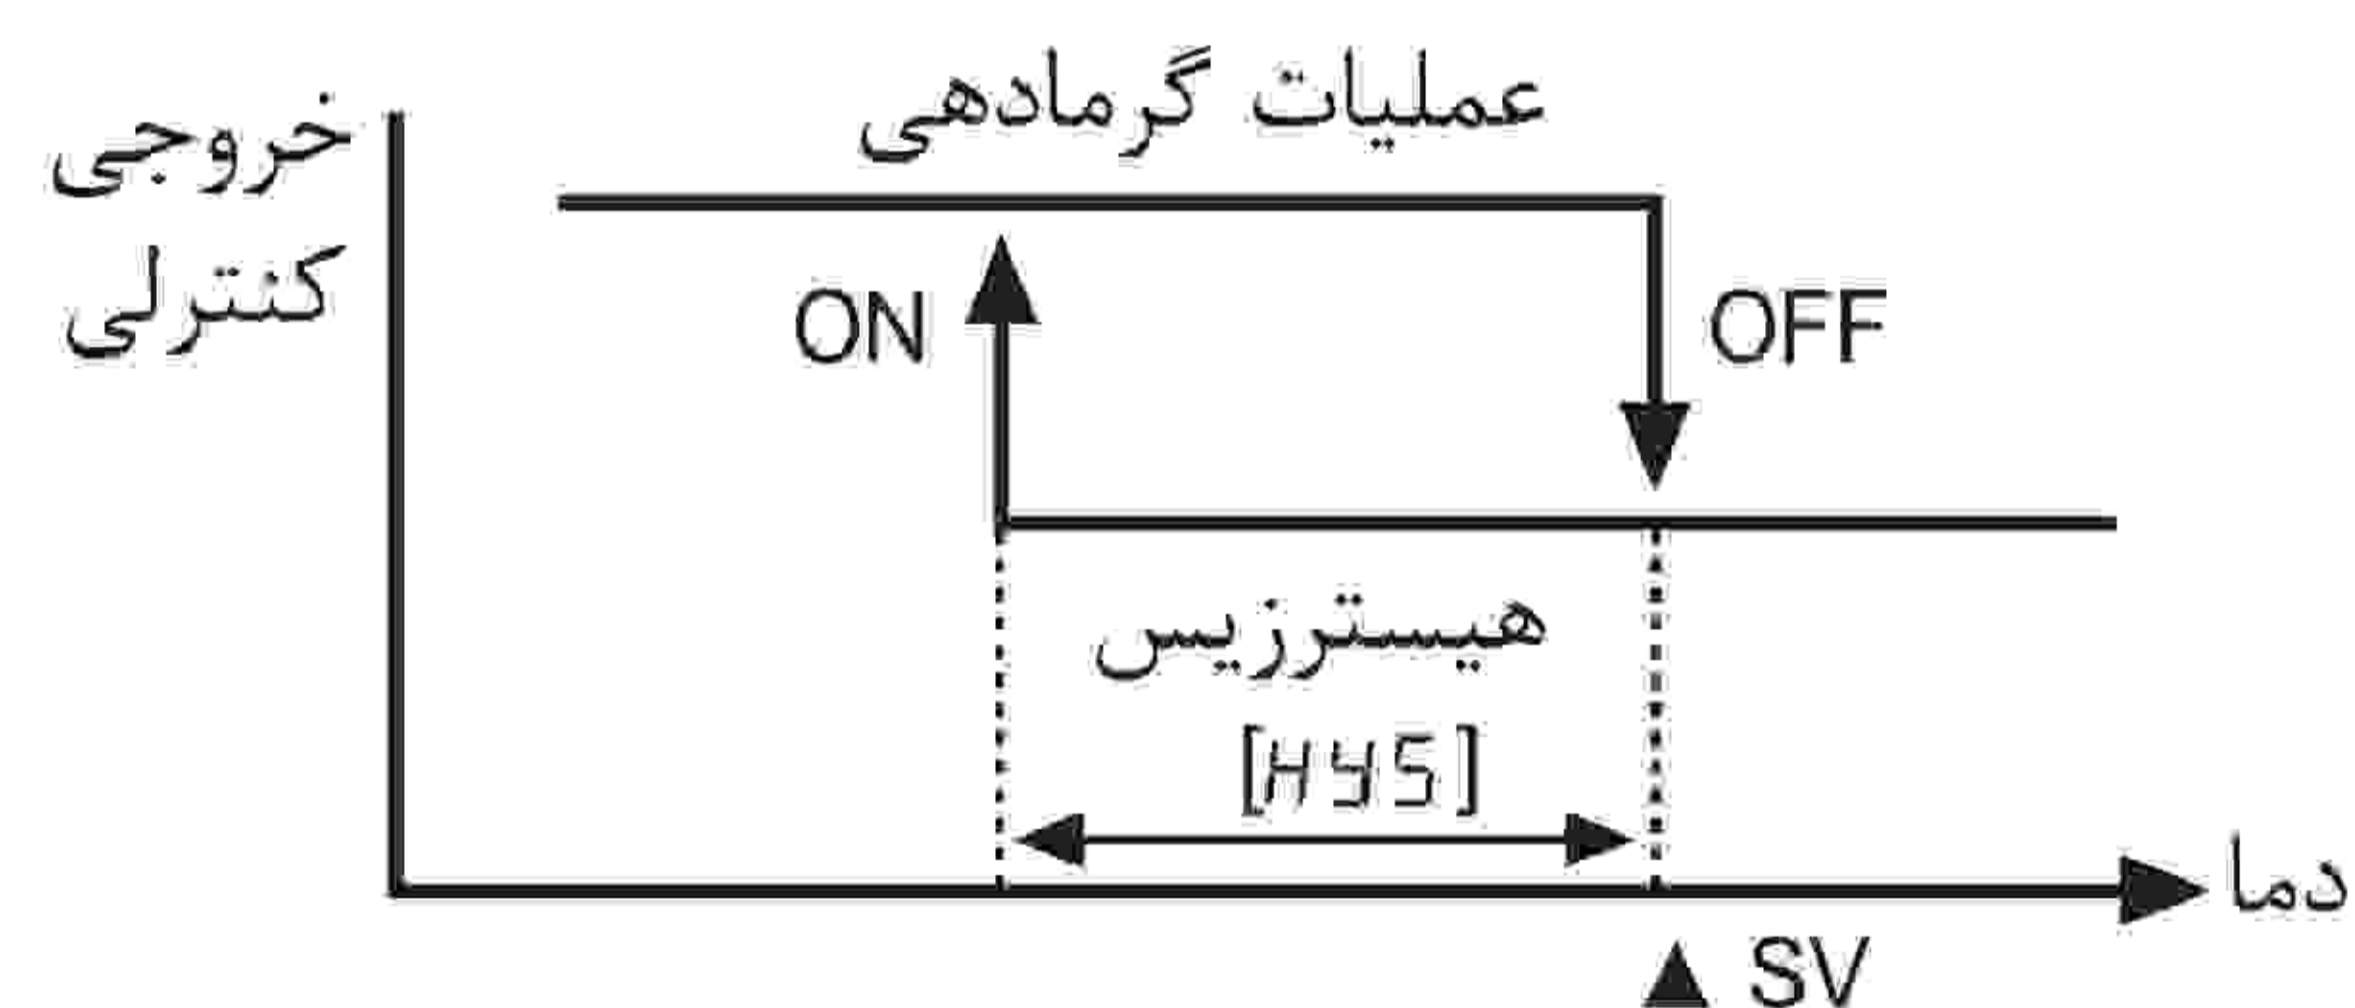 عملیات گرمادهی
خروجی
کنترلی
ON
OFF
هیسترزیس
[HYS]
دما
▲ SV